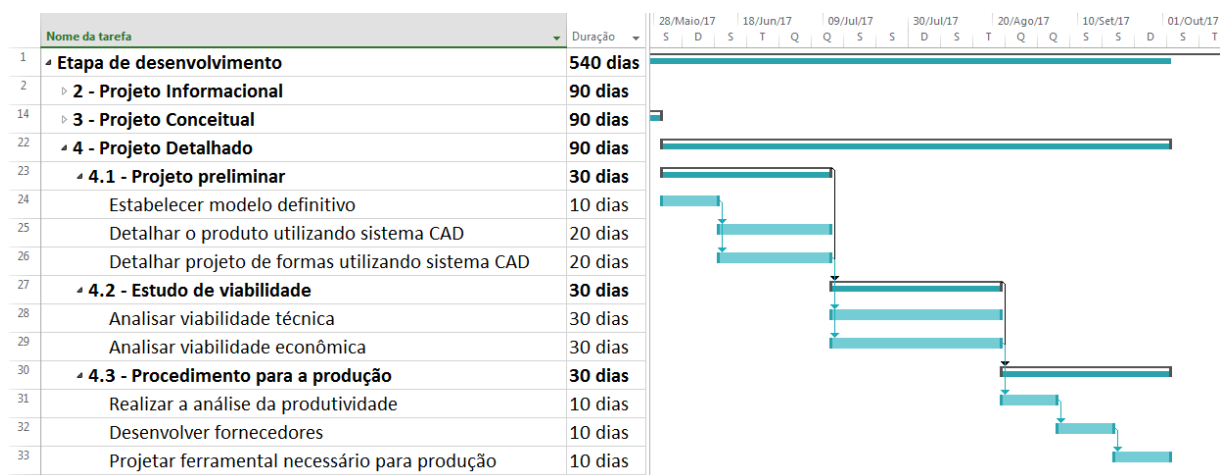 28/Maio/17 18/Jun/17 09/Jul/17 30/Jul/17 20/Ago/17 10/Set/17 01/Out/17
Nome da tarefa Duração S D S T Q Q S S D S T Q Q S S D S T
1 Etapa de desenvolvimento 540 dias
2 2 - Projeto Informacional 90 dias
14 3 - Projeto Conceitual 90 dias
22 4 - Projeto Detalhado 90 dias
23 4.1 - Projeto preliminar 30 dias
24 Estabelecer modelo definitivo 10 dias
25 Detalhar o produto utilizando sistema CAD 20 dias
26 Detalhar projeto de formas utilizando sistema CAD 20 dias
27 4.2 - Estudo de viabilidade 30 dias
28 Analisar viabilidade técnica 30 dias
29 Analisar viabilidade econômica 30 dias
30 4.3 - Procedimento para a produção 30 dias
31 Realizar a análise da produtividade 10 dias
32 Desenvolver fornecedores 10 dias
33 Projetar ferramental necessário para produção 10 dias